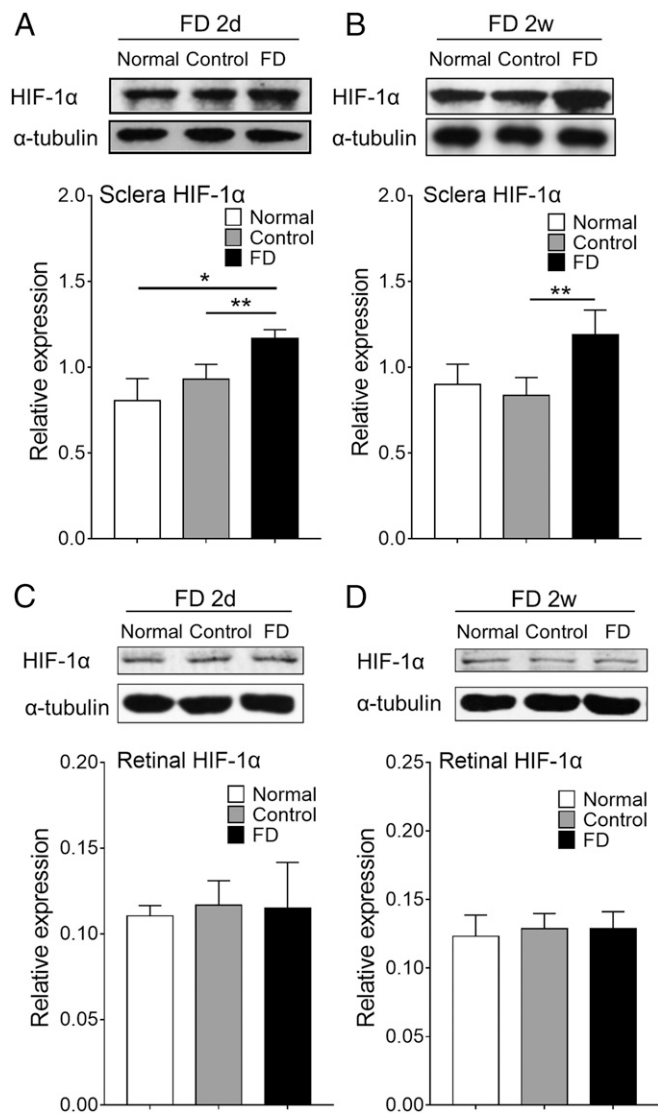 A
FD 2d
Normal Control FD
HIF-1α
α-tubulin
Sclera HIF-1α
Normal
Control
FD
*
**
Relative expression
2.0
1.5
1.0
0.5
0.0
B
FD 2w
Normal Control FD
HIF-1α
α-tubulin
Sclera HIF-1α
Normal
Control
FD
**
Relative expression
2.0
1.5
1.0
0.5
0.0
C
FD 2d
Normal Control FD
HIF-1α
α-tubulin
Retinal HIF-1α
Normal
Control
FD
Relative expression
0.20
0.15
0.10
0.05
0.00
D
FD 2w
Normal Control FD
HIF-1α
α-tubulin
Retinal HIF-1α
Normal
Control
FD
Relative expression
0.25
0.20
0.15
0.10
0.05
0.00